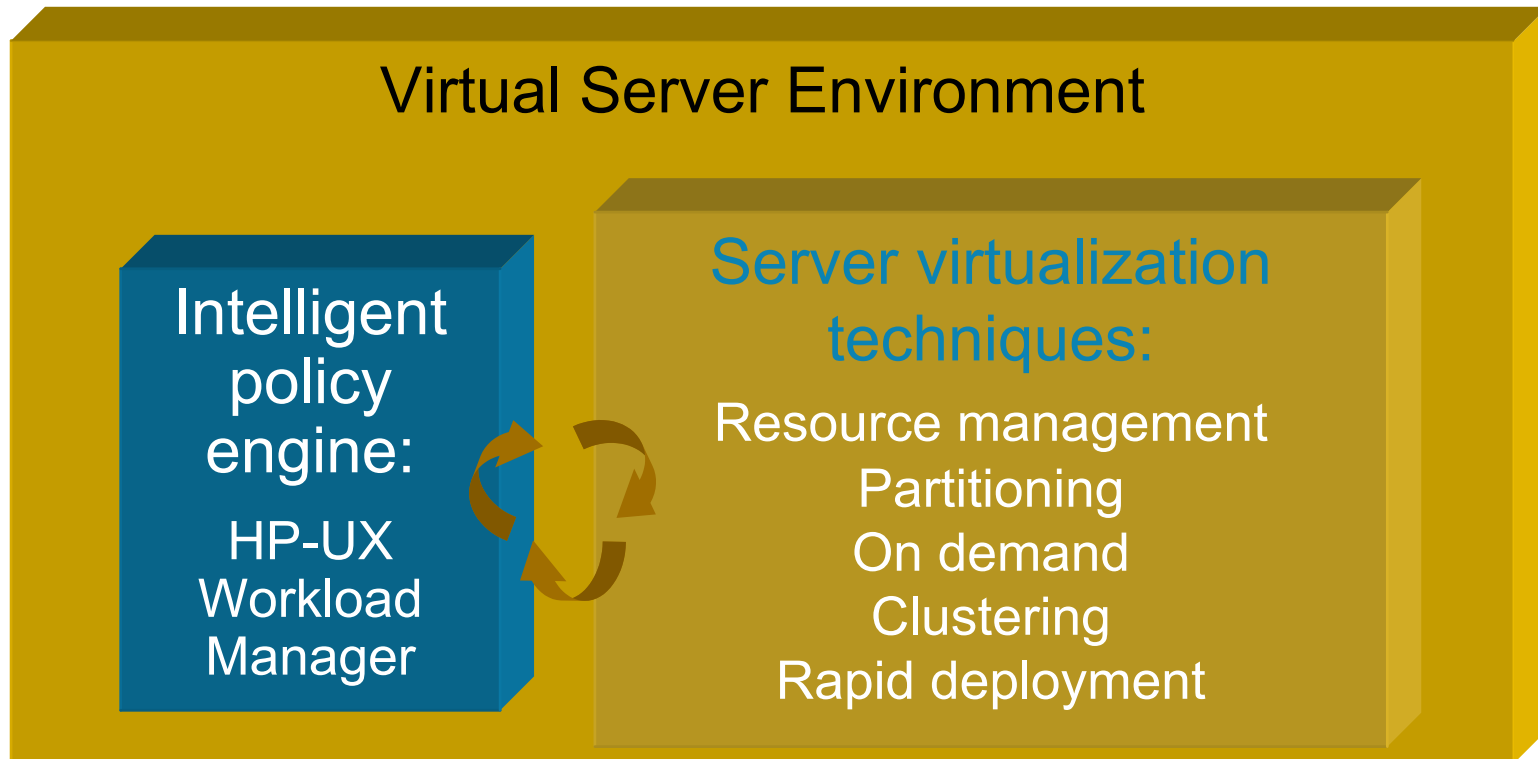 Virtual Server Environment
Intelligent
policy
engine:
HP-UX
Workload
Manager
Server virtualization
techniques:
Resource management
Partitioning
On demand
Clustering
Rapid deployment